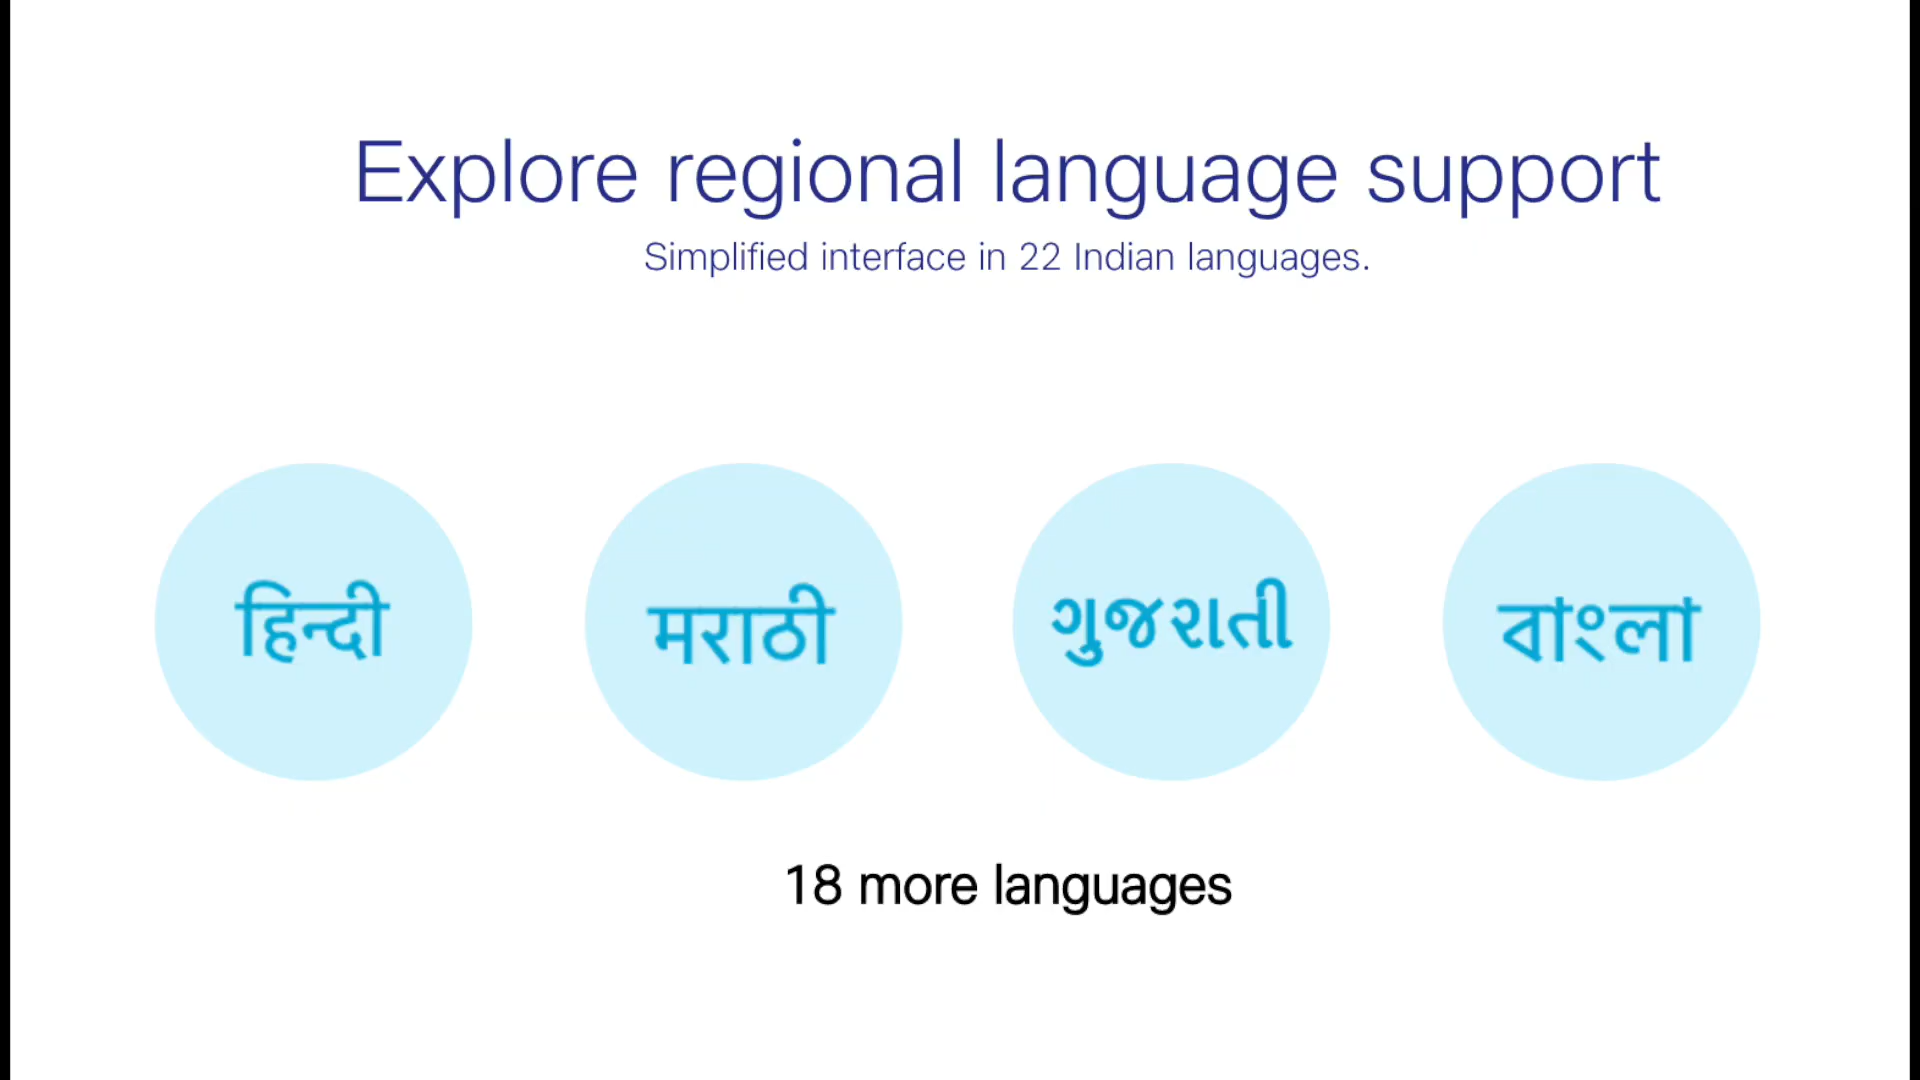 Explore regional language support
Simplified interface in 22 Indian languages.
हिन्दी
मराठी
ગુજરાતી
বাংলা
18 more languages